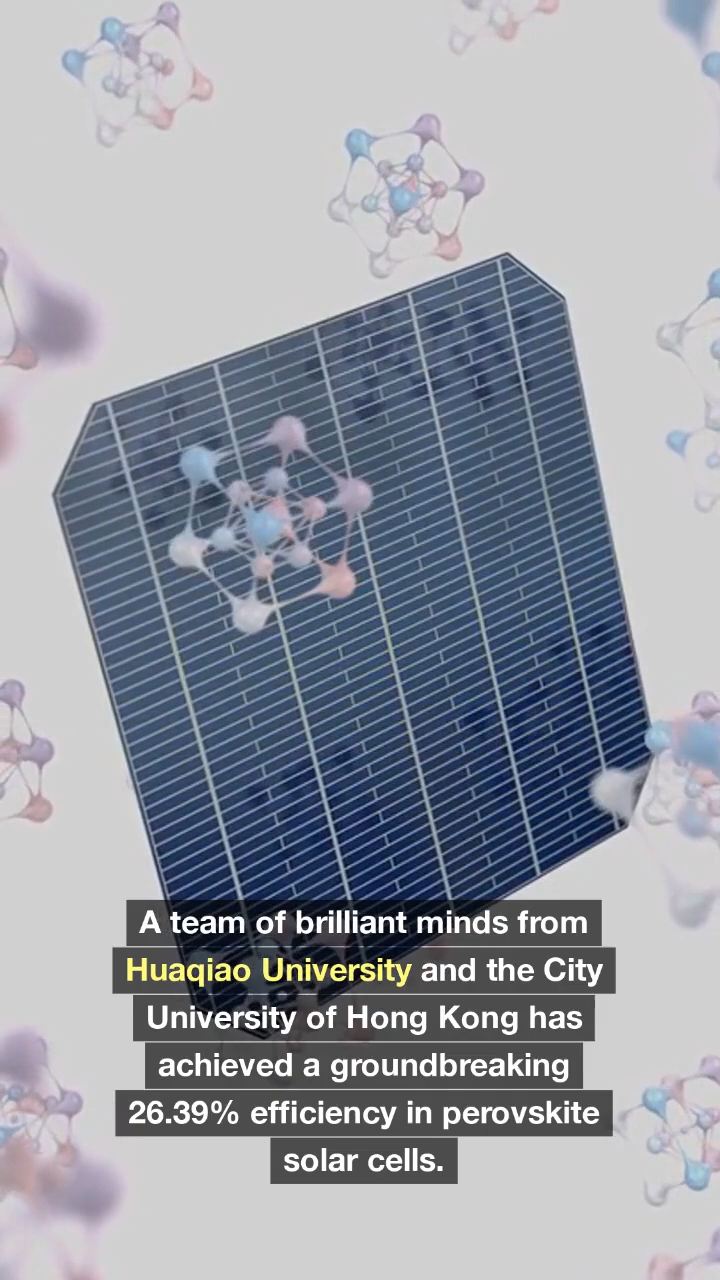 A team of brilliant minds from
Huaqiao University and the City
University of Hong Kong has
achieved a groundbreaking
26.39% efficiency in perovskite
solar cells.